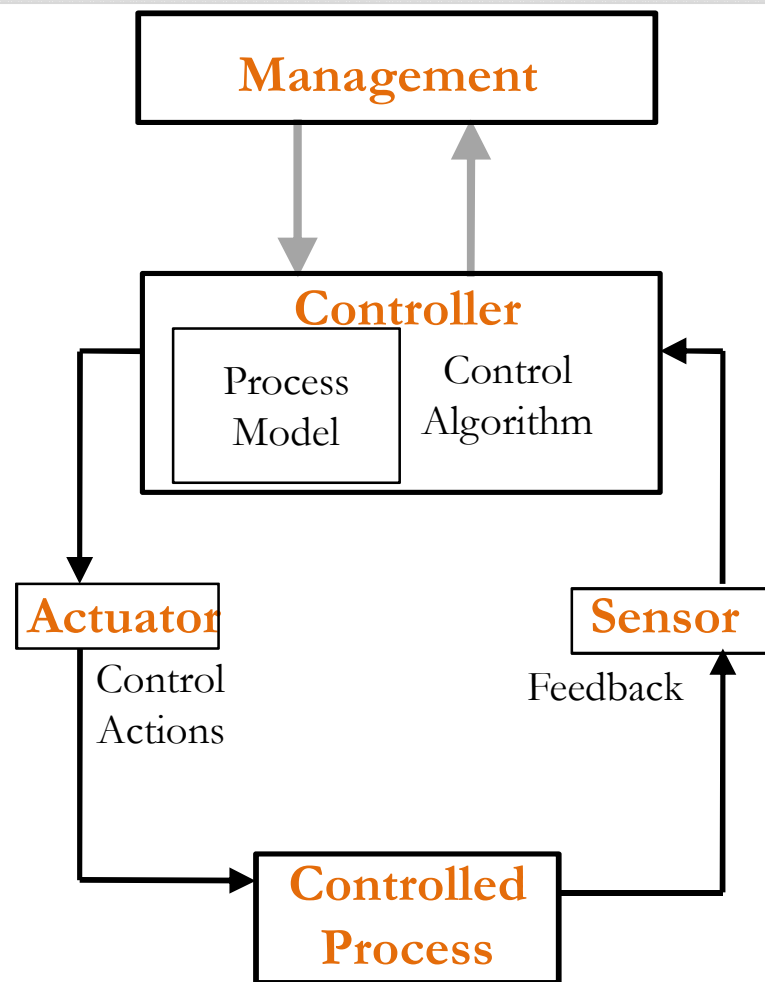 Management
Controller
Process
Model
Control
Algorithm
Actuator
Control
Actions
Sensor
Feedback
Controlled
Process